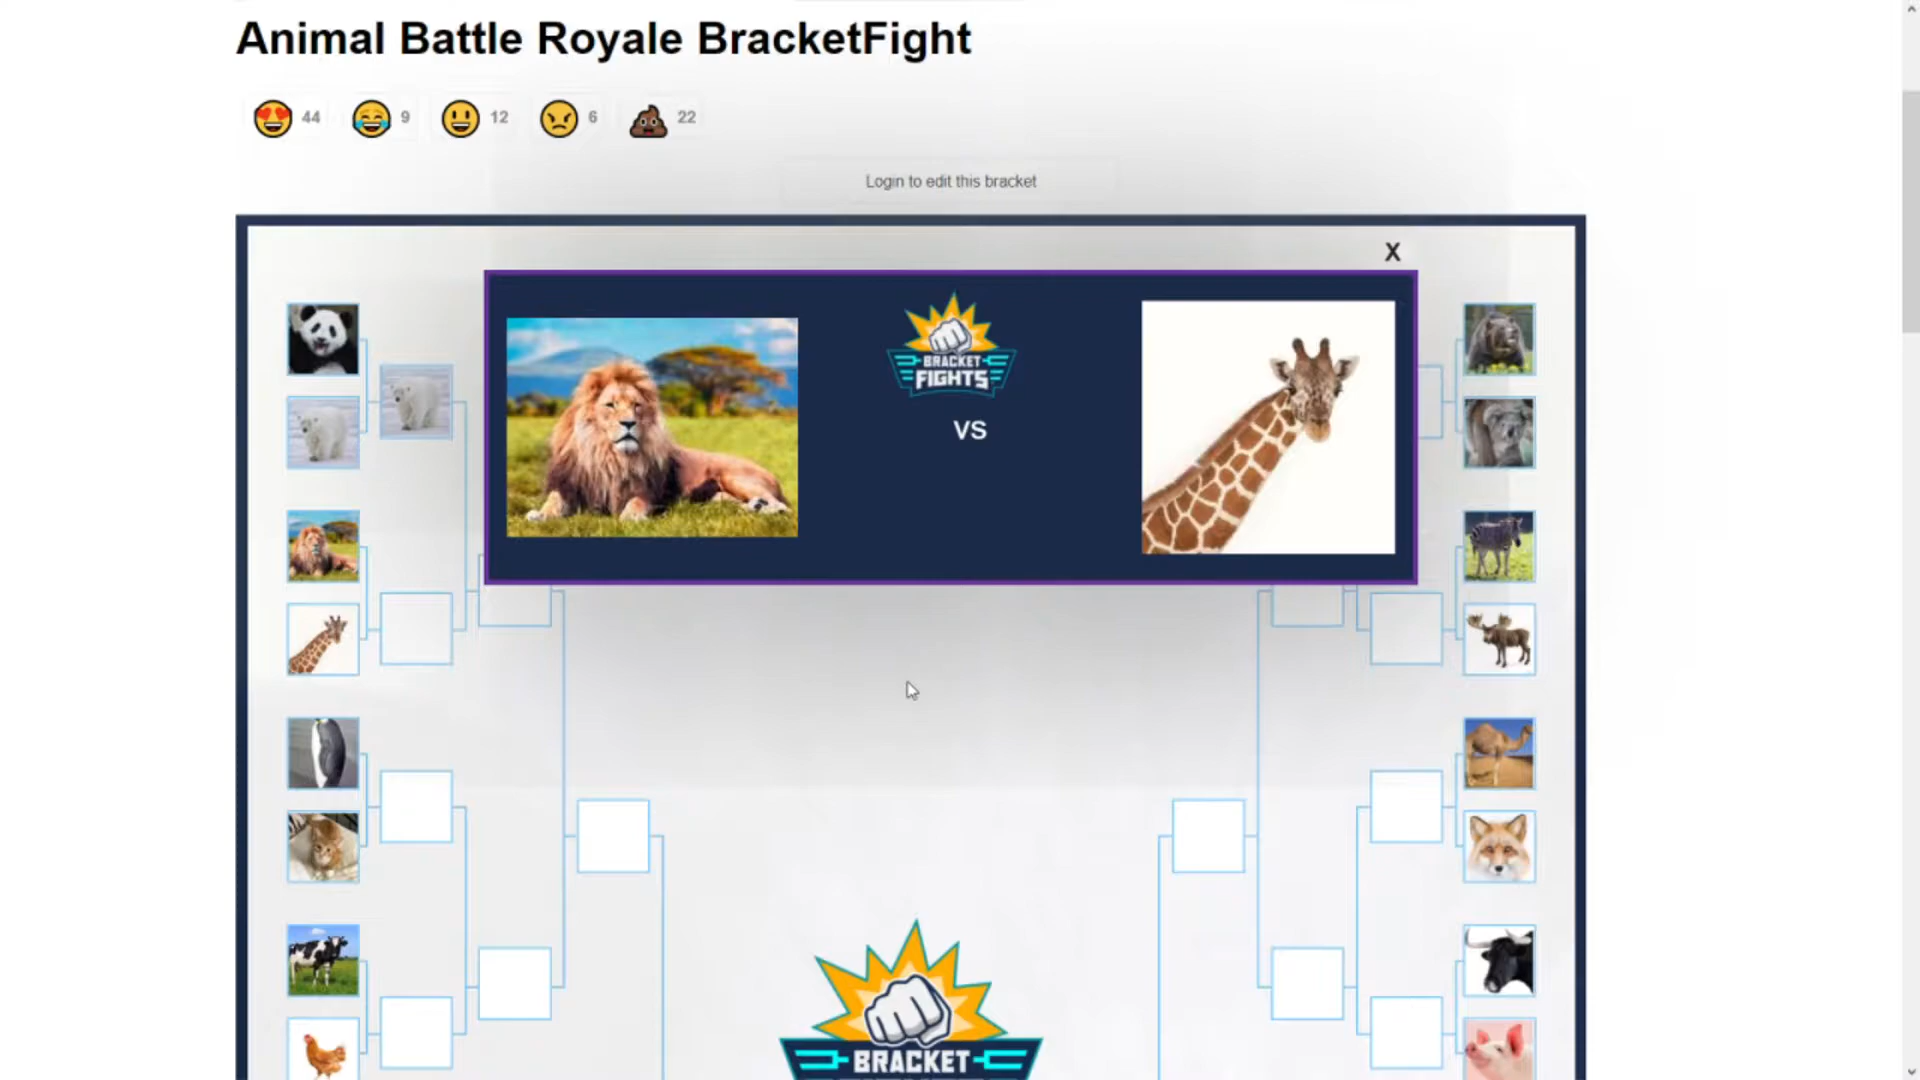 Animal Battle Royale BracketFight
44
9
12
6
22
Login to edit this bracket
X
BRACKET
FIGHTS
VS
BRACKET